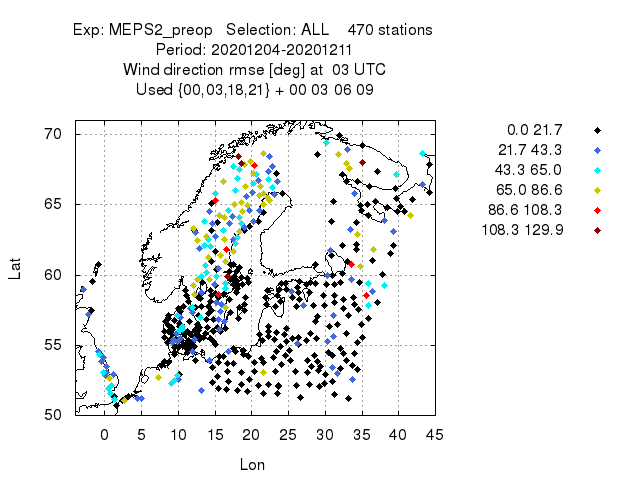 Exp: MEPS2_preop   Selection: ALL    470 stations
Period: 20201204-20201211
Wind direction rmse [deg] at  03 UTC
Used {00,03,18,21} + 00 03 06 09
70
65
60
55
50
Lat
0 5 10 15 20 25 30 35 40 45
Lon
0.0 21.7
21.7 43.3
43.3 65.0
65.0 86.6
86.6 108.3
108.3 129.9